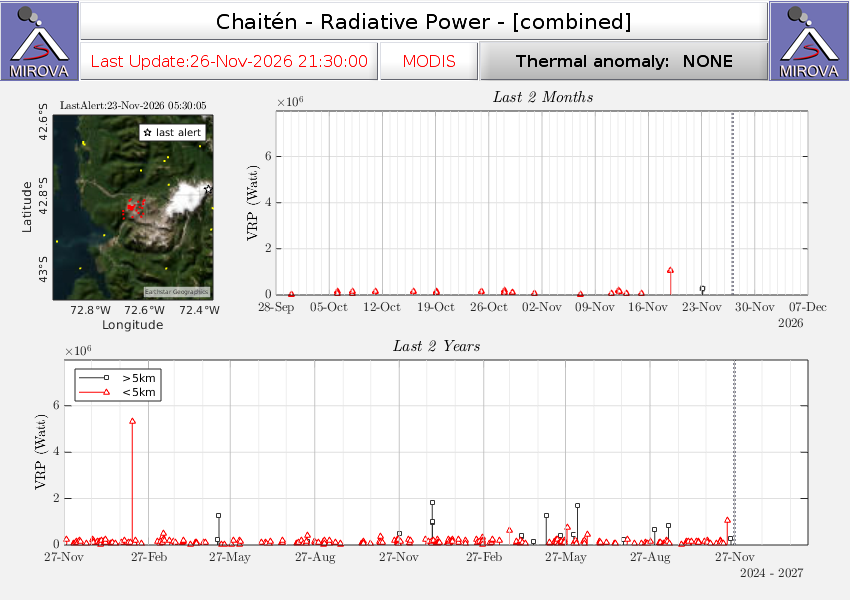 MIROVA
Chaitén - Radiative Power - [combined]
Last Update:26-Nov-2026 21:30:00
MODIS
Thermal anomaly: NONE
MIROVA
LastAlert:23-Nov-2026 05:30:05
last alert
Latitude
42.6°S
42.8°S
43°S
Earthstar Geographics
72.8°W 72.6°W 72.4°W
Longitude
Last 2 Months
×10^6
VRP (Watt)
6
4
2
0
28-Sep 05-Oct 12-Oct 19-Oct 26-Oct 02-Nov 09-Nov 16-Nov 23-Nov 30-Nov 07-Dec
2026
Last 2 Years
×10^6
>5km
<5km
VRP (Watt)
6
4
2
0
27-Nov 27-Feb 27-May 27-Aug 27-Nov 27-Feb 27-May 27-Aug 27-Nov
2024 - 2027